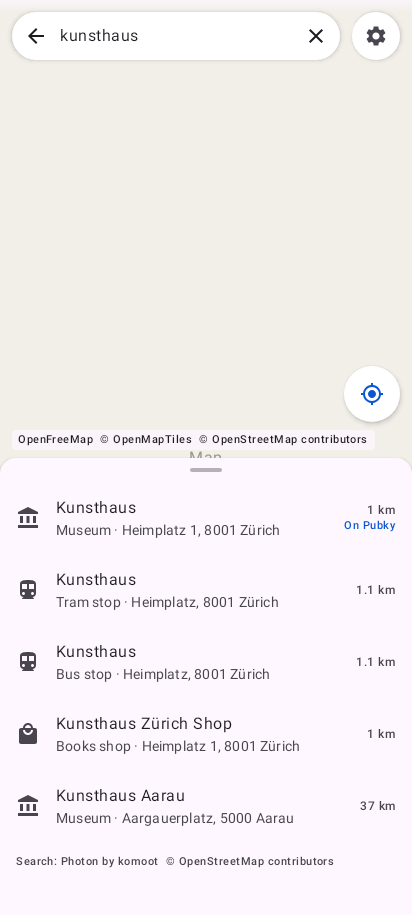 kunsthaus
OpenFreeMap © OpenMapTiles © OpenStreetMap contributors
Map
Kunsthaus
1 km
Museum · Heimplatz 1, 8001 Zürich
On Pubky
Kunsthaus
Tram stop · Heimplatz, 8001 Zürich
1.1 km
Kunsthaus
Bus stop · Heimplatz, 8001 Zürich
1.1 km
Kunsthaus Zürich Shop
Books shop · Heimplatz 1, 8001 Zürich
1 km
Kunsthaus Aarau
Museum · Aargauerplatz, 5000 Aarau
37 km
Search: Photon by komoot © OpenStreetMap contributors